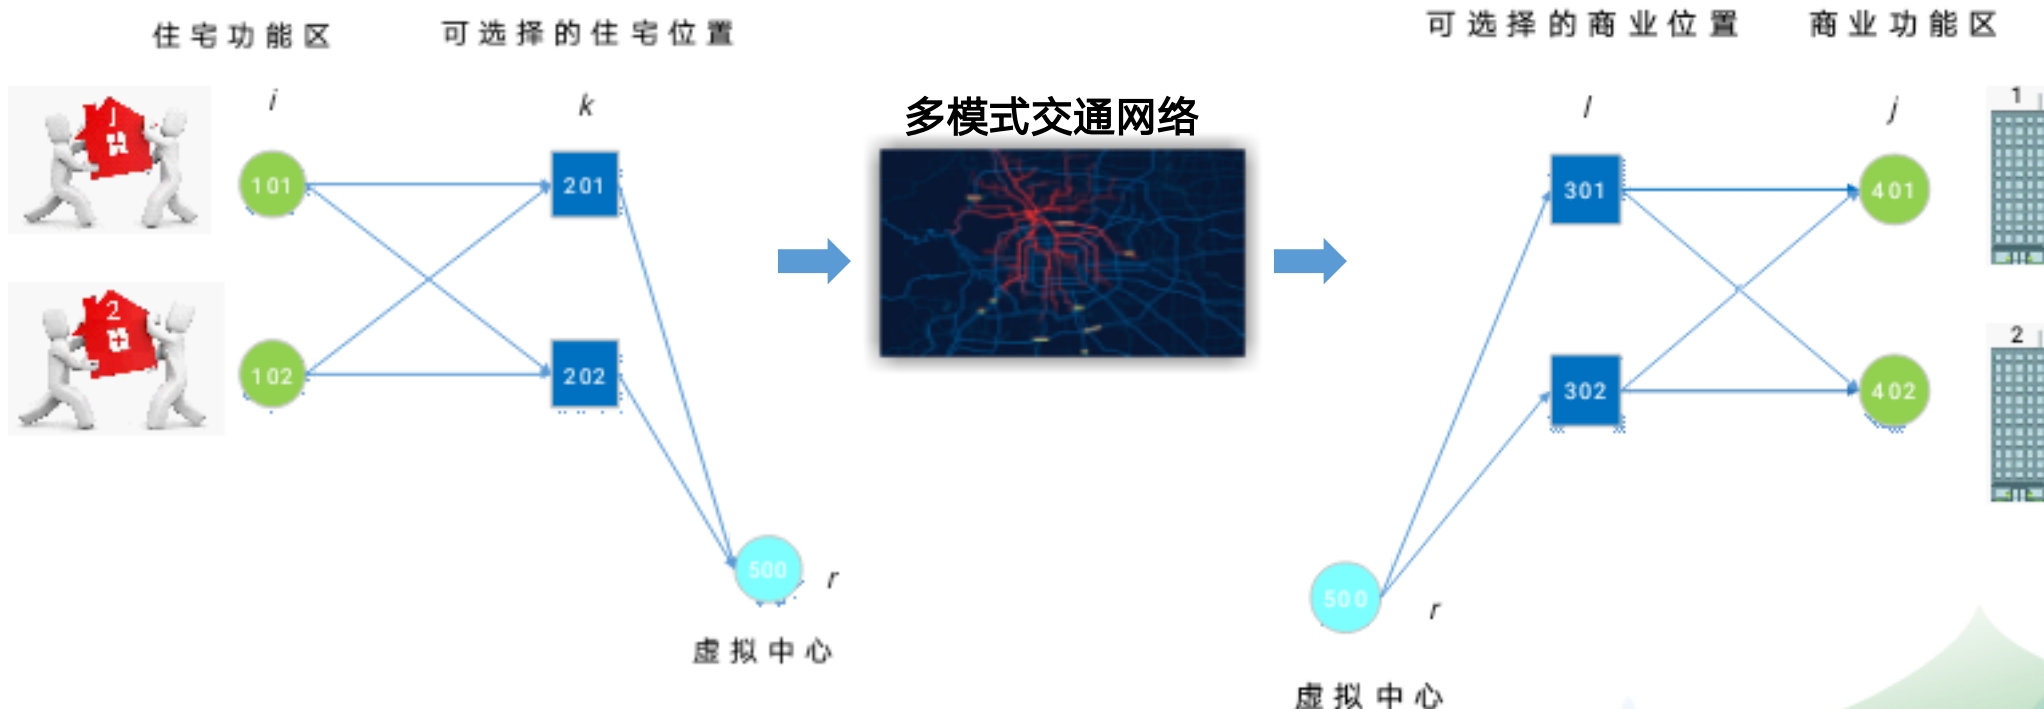 住宅功能区
可选择的住宅位置
可选择的商业位置
商业功能区
i
k
多模式交通网络
l
j
1
1
101
201
301
401
2
2
102
202
302
402
500
r
500
r
虚拟中心
虚拟中心